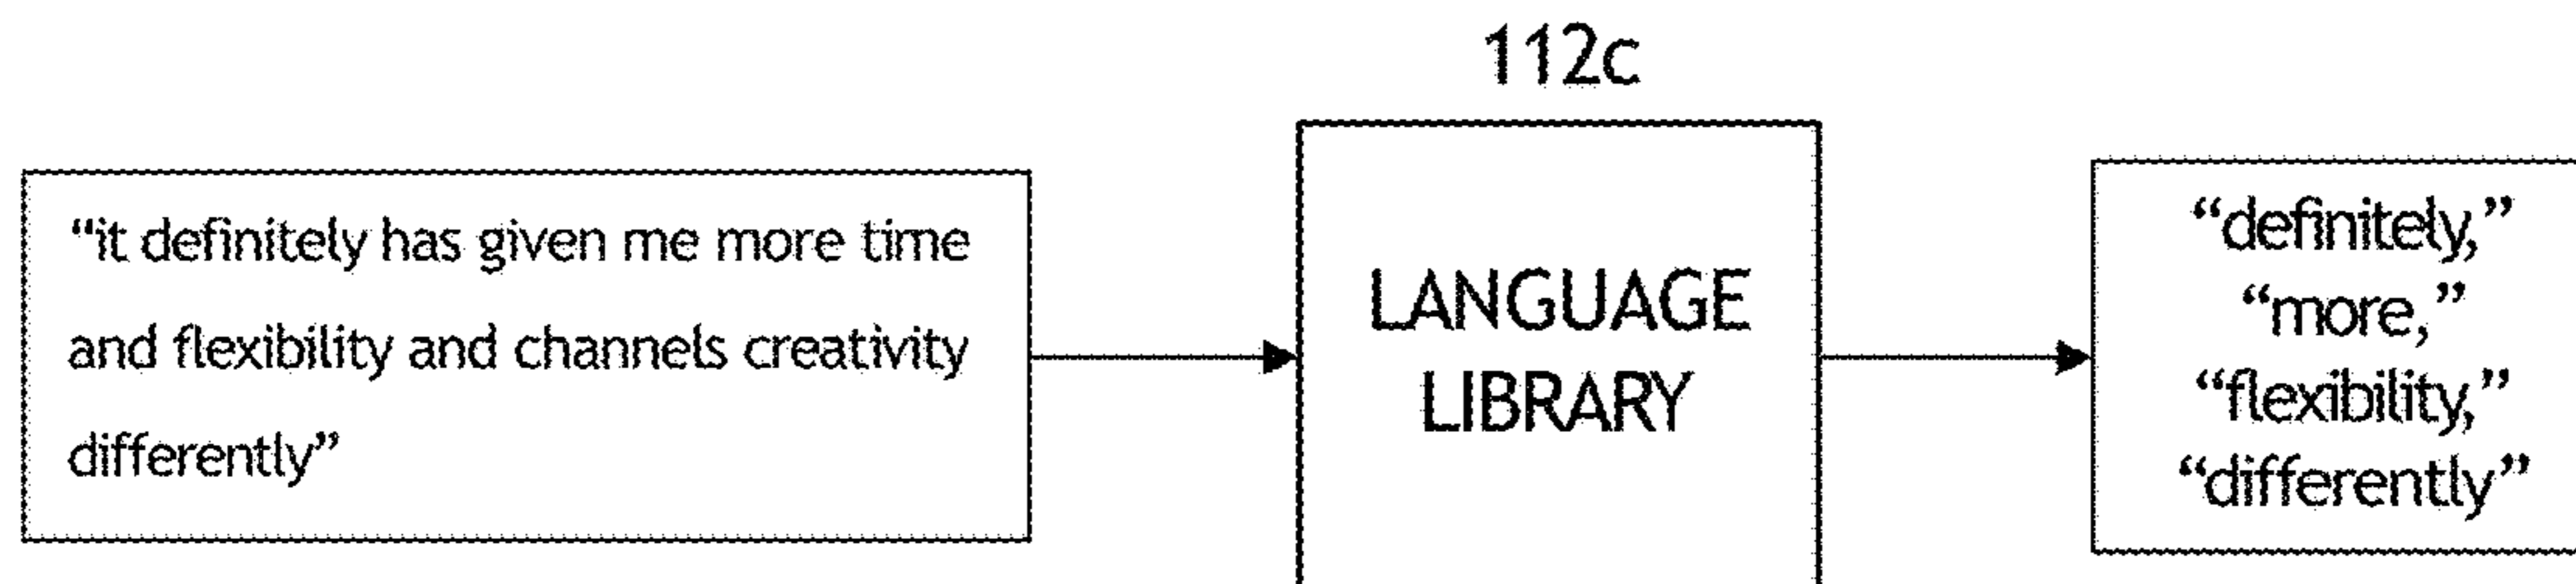 112c
“it definitely has given me more time
and flexibility and channels creativity
differently”
LANGUAGE
LIBRARY
“definitely,”
“more,”
“flexibility,”
“differently”